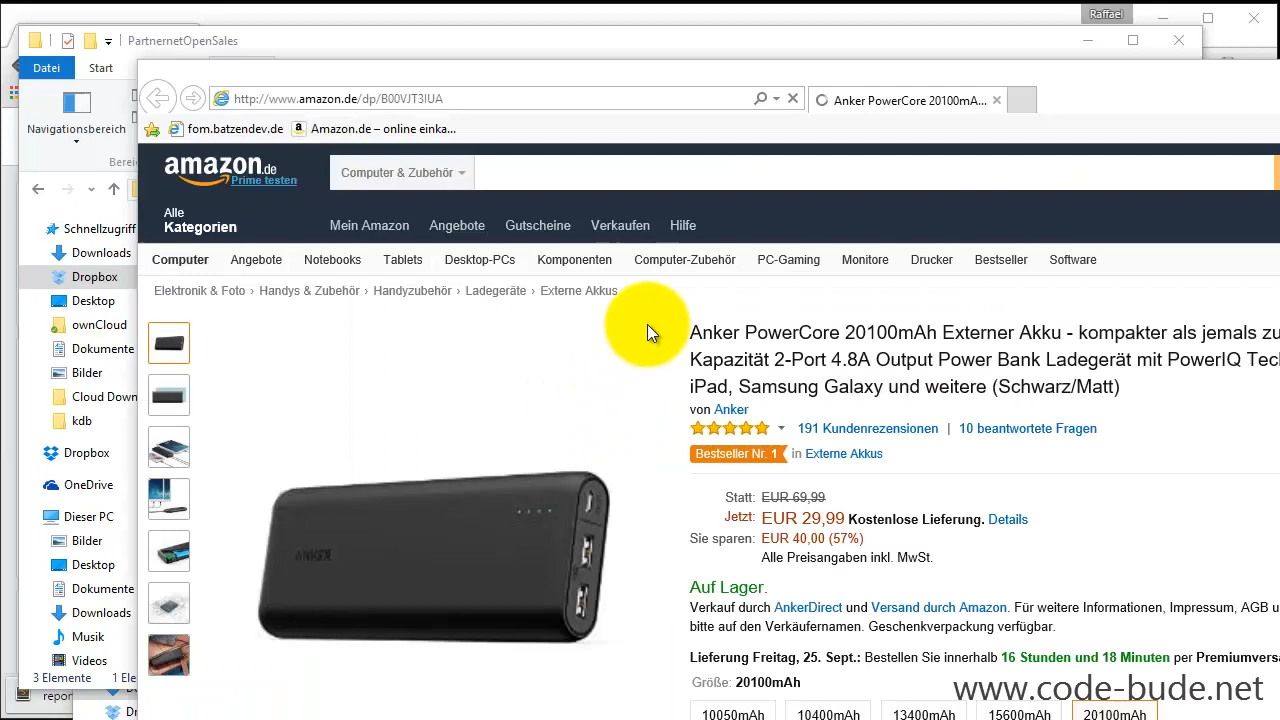 Raffael
PartnernetOpenSales
Datei
Start
http://www.amazon.de/dp/B00VJT3IUA
Anker PowerCore 20100mA...
Navigationsbereich
fom.batzendev.de
Amazon.de – online einka...
amazon.de
Prime testen
Computer & Zubehör
Alle
Kategorien
Mein Amazon
Angebote
Gutscheine
Verkaufen
Hilfe
Computer
Angebote
Notebooks
Tablets
Desktop-PCs
Komponenten
Computer-Zubehör
PC-Gaming
Monitore
Drucker
Bestseller
Software
Elektronik & Foto › Handys & Zubehör › Handyzubehör › Ladegeräte › Externe Akkus
Schnellzugriff
Downloads
Dropbox
Desktop
ownCloud
Dokumente
Bilder
Cloud Down
kdb
Dropbox
OneDrive
Dieser PC
Bilder
Desktop
Dokumente
Downloads
Musik
Videos
3 Elemente
1 Ele
repor
ANKER
Anker PowerCore 20100mAh Externer Akku - kompakter als jemals zu
Kapazität 2-Port 4.8A Output Power Bank Ladegerät mit PowerIQ Tec
iPad, Samsung Galaxy und weitere (Schwarz/Matt)
von Anker
191 Kundenrezensionen | 10 beantwortete Fragen
Bestseller Nr. 1 in Externe Akkus
Statt: EUR 69,99
Jetzt: EUR 29,99 Kostenlose Lieferung. Details
Sie sparen: EUR 40,00 (57%)
Alle Preisangaben inkl. MwSt.
Auf Lager.
Verkauf durch AnkerDirect und Versand durch Amazon. Für weitere Informationen, Impressum, AGB u
bitte auf den Verkäufernamen. Geschenkverpackung verfügbar.
Lieferung Freitag, 25. Sept.: Bestellen Sie innerhalb 16 Stunden und 18 Minuten per Premiumversa
Größe: 20100mAh
10050mAh
10400mAh
13400mAh
15600mAh
20100mAh
www.code-bude.net